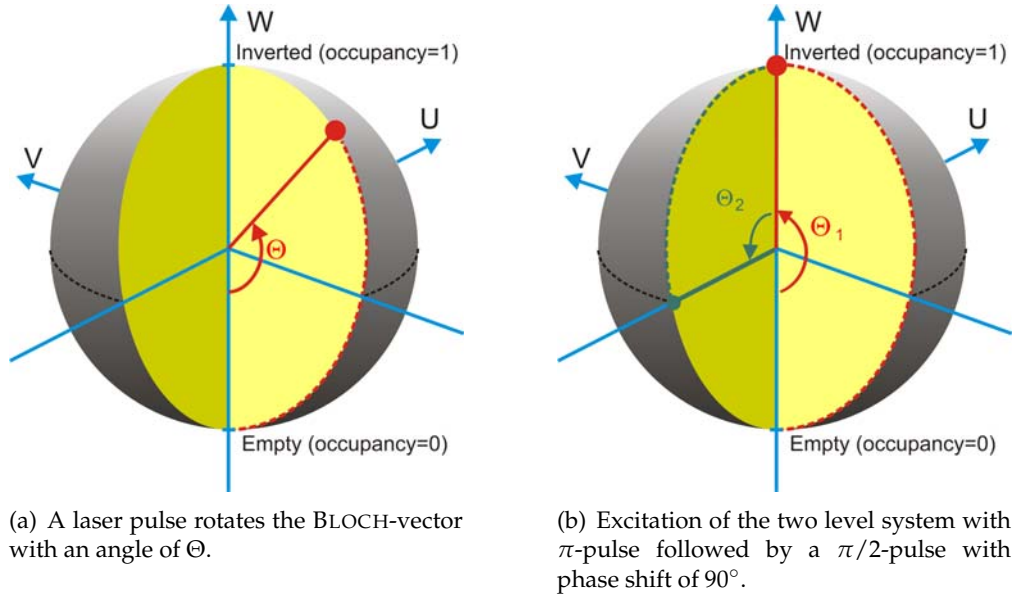 W
Inverted (occupancy=1)
U
V
Θ
Empty (occupancy=0)
(a) A laser pulse rotates the BLOCH-vector
with an angle of Θ.
W
Inverted (occupancy=1)
U
V
Θ2
Θ1
Empty (occupancy=0)
(b) Excitation of the two level system with
π-pulse followed by a π/2-pulse with
phase shift of 90°.